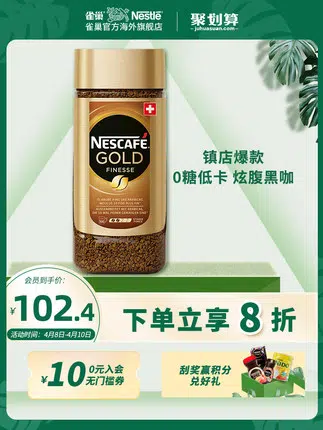 雀巢 Nestlé
雀巢官方海外旗舰店
聚划算
juhuasuan.com
NESCAFÉ
GOLD
FINESSE
镇店爆款
0糖低卡 炫腹黑咖
会员到手价:
¥102.4
活动时间:4月8日-4月10日
下单立享8折
¥10 0元入会
无门槛券
刮奖赢积分
兑好礼